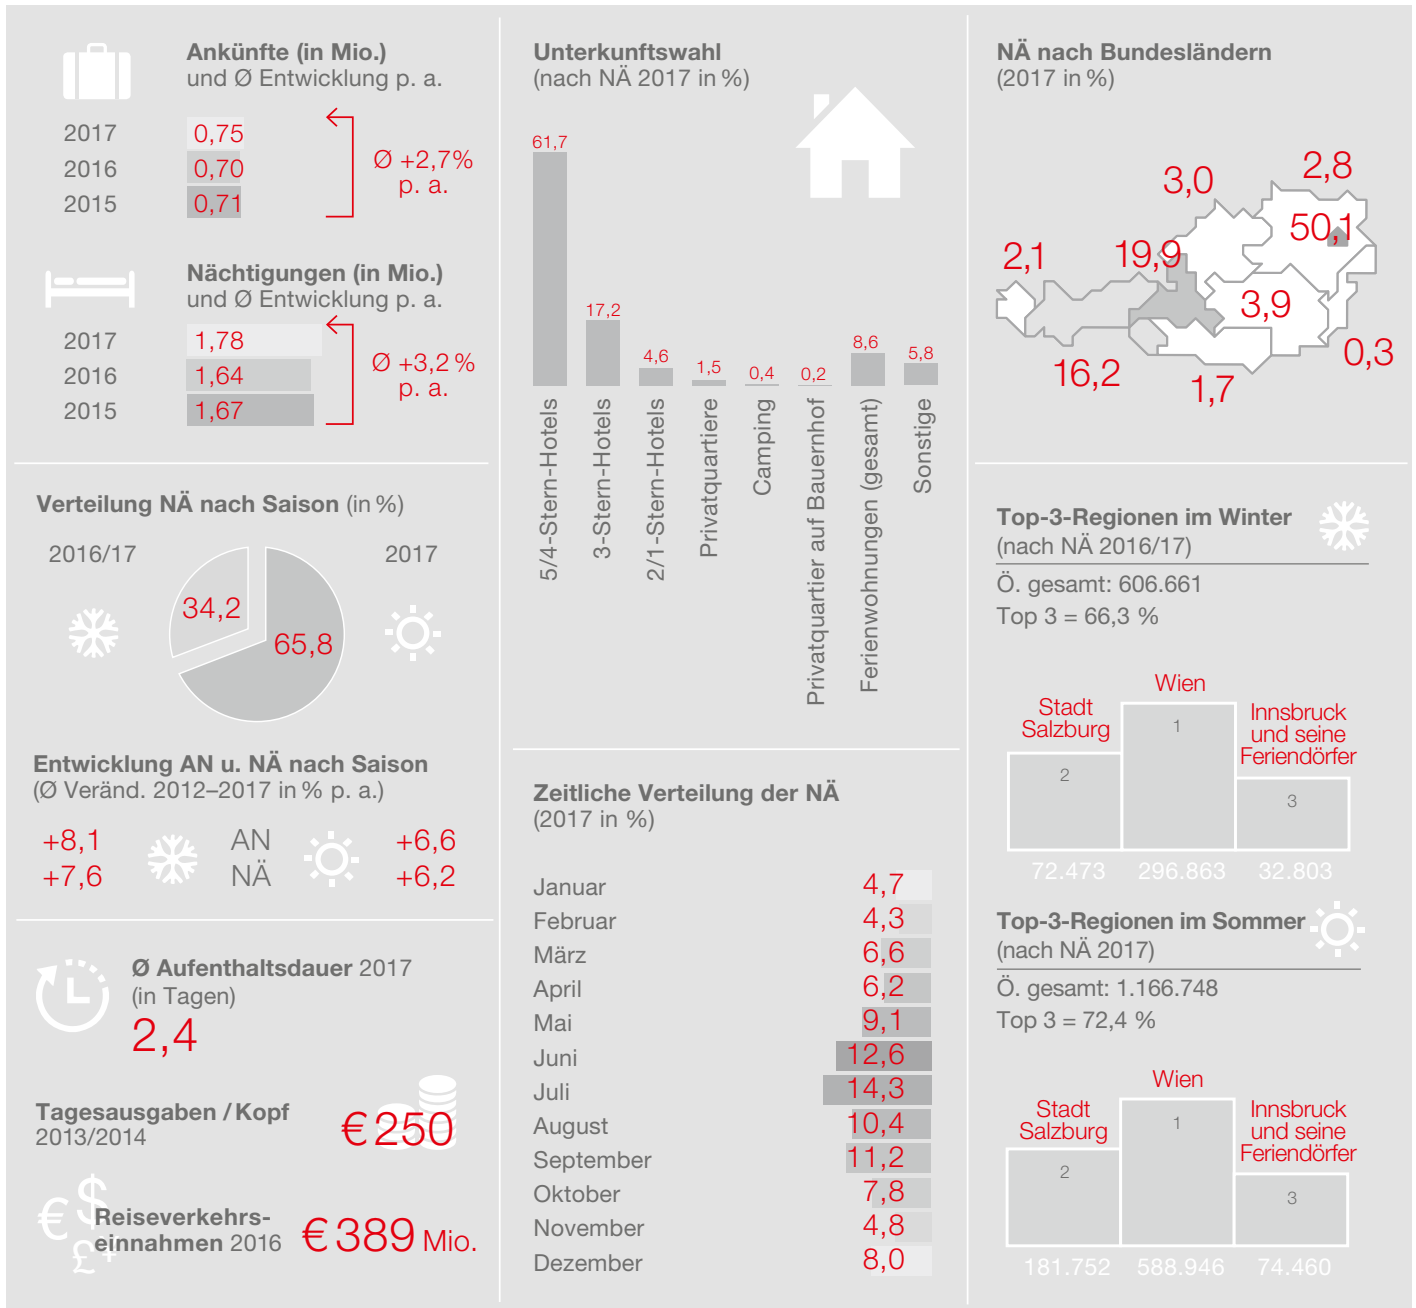 Ankünfte (in Mio.)
und Ø Entwicklung p. a.
2017 0,75
2016 0,70
2015 0,71
Ø +2,7%
p. a.
Nächtigungen (in Mio.)
und Ø Entwicklung p. a.
2017 1,78
2016 1,64
2015 1,67
Ø +3,2 %
p. a.
Verteilung NÄ nach Saison (in %)
2016/17
2017
34,2
65,8
Entwicklung AN u. NÄ nach Saison
(Ø Veränd. 2012–2017 in % p. a.)
+8,1 AN +6,6
+7,6 NÄ +6,2
Ø Aufenthaltsdauer 2017
(in Tagen)
2,4
Tagesausgaben / Kopf
2013/2014
€ 250
€ $ £ ¥
Reiseverkehrs-
einnahmen 2016
€ 389 Mio.
Unterkunftswahl
(nach NÄ 2017 in %)
61,7
17,2
4,6
1,5
0,4
0,2
8,6
5,8
5/4-Stern-Hotels
3-Stern-Hotels
2/1-Stern-Hotels
Privatquartiere
Camping
Privatquartier auf Bauernhof
Ferienwohnungen (gesamt)
Sonstige
Zeitliche Verteilung der NÄ
(2017 in %)
Januar 4,7
Februar 4,3
März 6,6
April 6,2
Mai 9,1
Juni 12,6
Juli 14,3
August 10,4
September 11,2
Oktober 7,8
November 4,8
Dezember 8,0
NÄ nach Bundesländern
(2017 in %)
2,8
3,0
50,1
2,1
19,9
3,9
0,3
16,2
1,7
Top-3-Regionen im Winter
(nach NÄ 2016/17)
Ö. gesamt: 606.661
Top 3 = 66,3 %
Wien
Stadt
Salzburg
Innsbruck
und seine
Feriendörfer
1
2
3
72.473 296.863 32.803
Top-3-Regionen im Sommer
(nach NÄ 2017)
Ö. gesamt: 1.166.748
Top 3 = 72,4 %
Wien
Stadt
Salzburg
Innsbruck
und seine
Feriendörfer
1
2
3
181.752 588.946 74.460